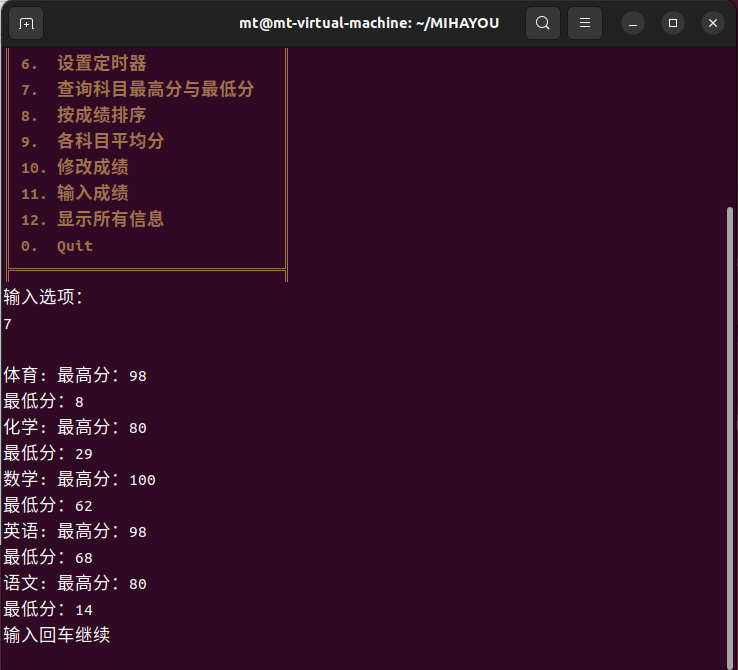 mt@mt-virtual-machine: ~/MIHAYOU
6. 设置定时器
7. 查询科目最高分与最低分
8. 按成绩排序
9. 各科目平均分
10. 修改成绩
11. 输入成绩
12. 显示所有信息
0. Quit
输入选项：
7
体育：最高分：98
最低分：8
化学：最高分：80
最低分：29
数学：最高分：100
最低分：62
英语：最高分：98
最低分：68
语文：最高分：80
最低分：14
输入回车继续